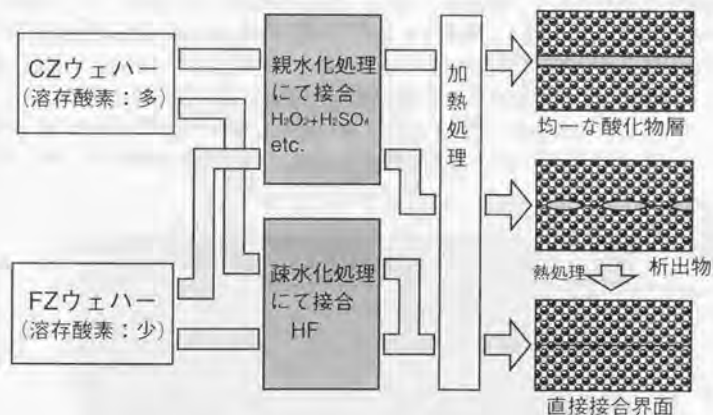 CZウェハー
(溶存酸素：多)
FZウェハー
(溶存酸素：少)
親水化処理
にて接合
H₂O₂+H₂SO₄
etc.
疎水化処理
にて接合
HF
加熱処理
均一な酸化物層
熱処理
析出物
直接接合界面